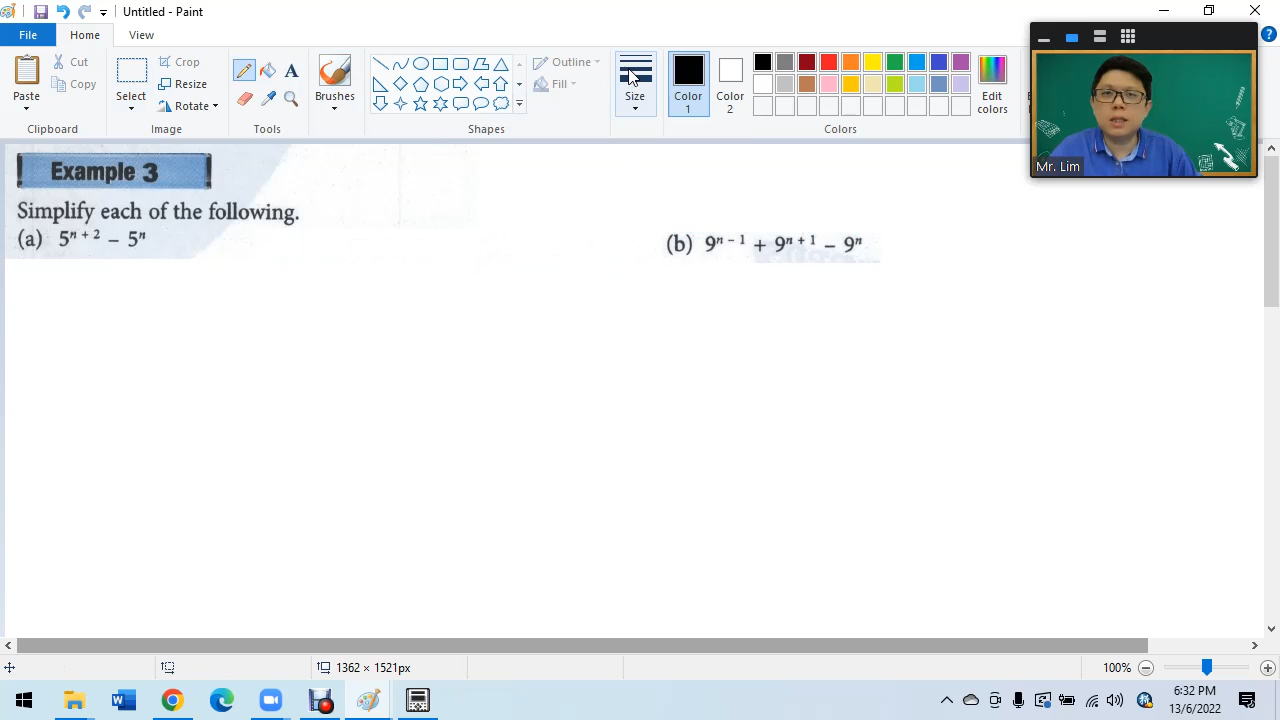 Untitled - Paint
File
Home
View
Paste
Cut
Copy
Clipboard
Select
Crop
Resize
Rotate
Image
Tools
Brushes
Shapes
Outline
Fill
Size
Color 1
Color 2
Edit colors
Colors
Mr. Lim
Example 3
Simplify each of the following.
(a) 5ⁿ ⁺ ² – 5ⁿ
(b) 9ⁿ ⁻ ¹ + 9ⁿ ⁺ ¹ – 9ⁿ
1362 × 1521px
100%
6:32 PM
13/6/2022